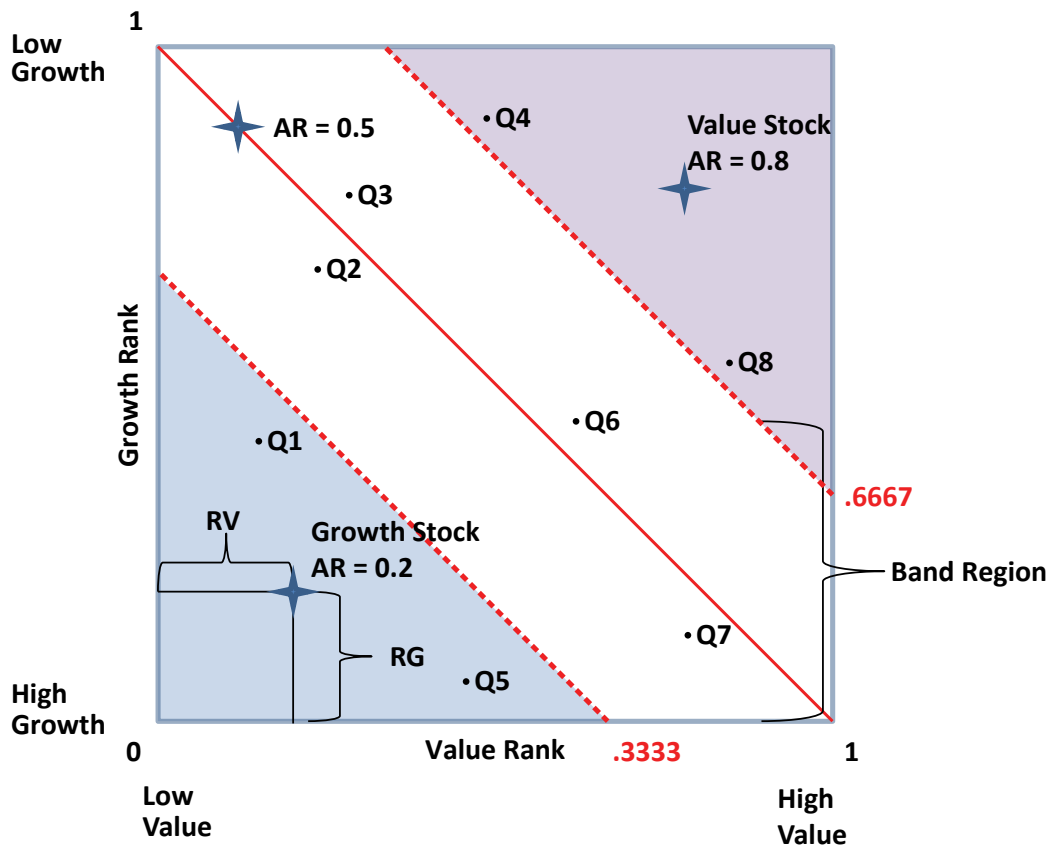 1
Low
Growth
Q4
Value Stock
AR = 0.8
AR = 0.5
Q3
Q2
Growth Rank
Q8
Q6
Q1
.6667
RV
Growth Stock
AR = 0.2
Band Region
Q7
RG
Q5
High
Growth
0
Value Rank
.3333
1
Low
Value
High
Value